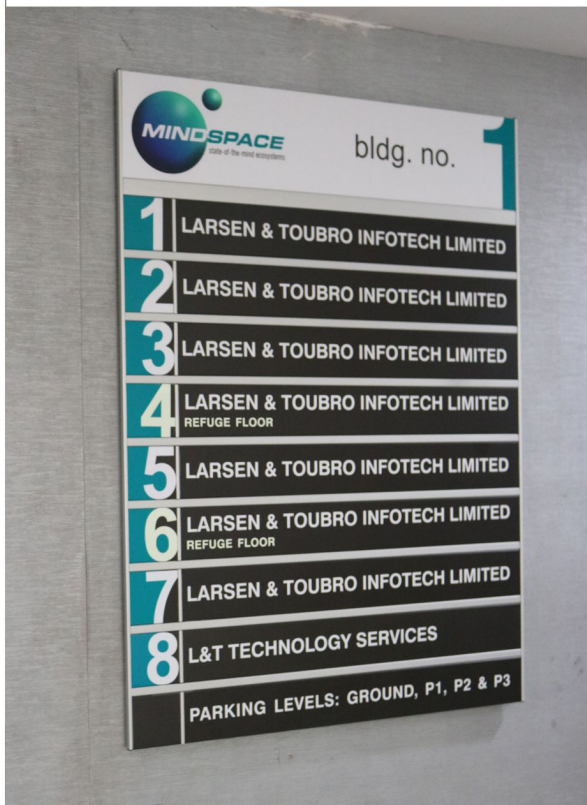 MINDSPACE
state of the mind ecosystems
bldg. no. 1
1 LARSEN & TOUBRO INFOTECH LIMITED
2 LARSEN & TOUBRO INFOTECH LIMITED
3 LARSEN & TOUBRO INFOTECH LIMITED
4 LARSEN & TOUBRO INFOTECH LIMITED
REFUGE FLOOR
5 LARSEN & TOUBRO INFOTECH LIMITED
6 LARSEN & TOUBRO INFOTECH LIMITED
REFUGE FLOOR
7 LARSEN & TOUBRO INFOTECH LIMITED
8 L&T TECHNOLOGY SERVICES
PARKING LEVELS: GROUND, P1, P2 & P3